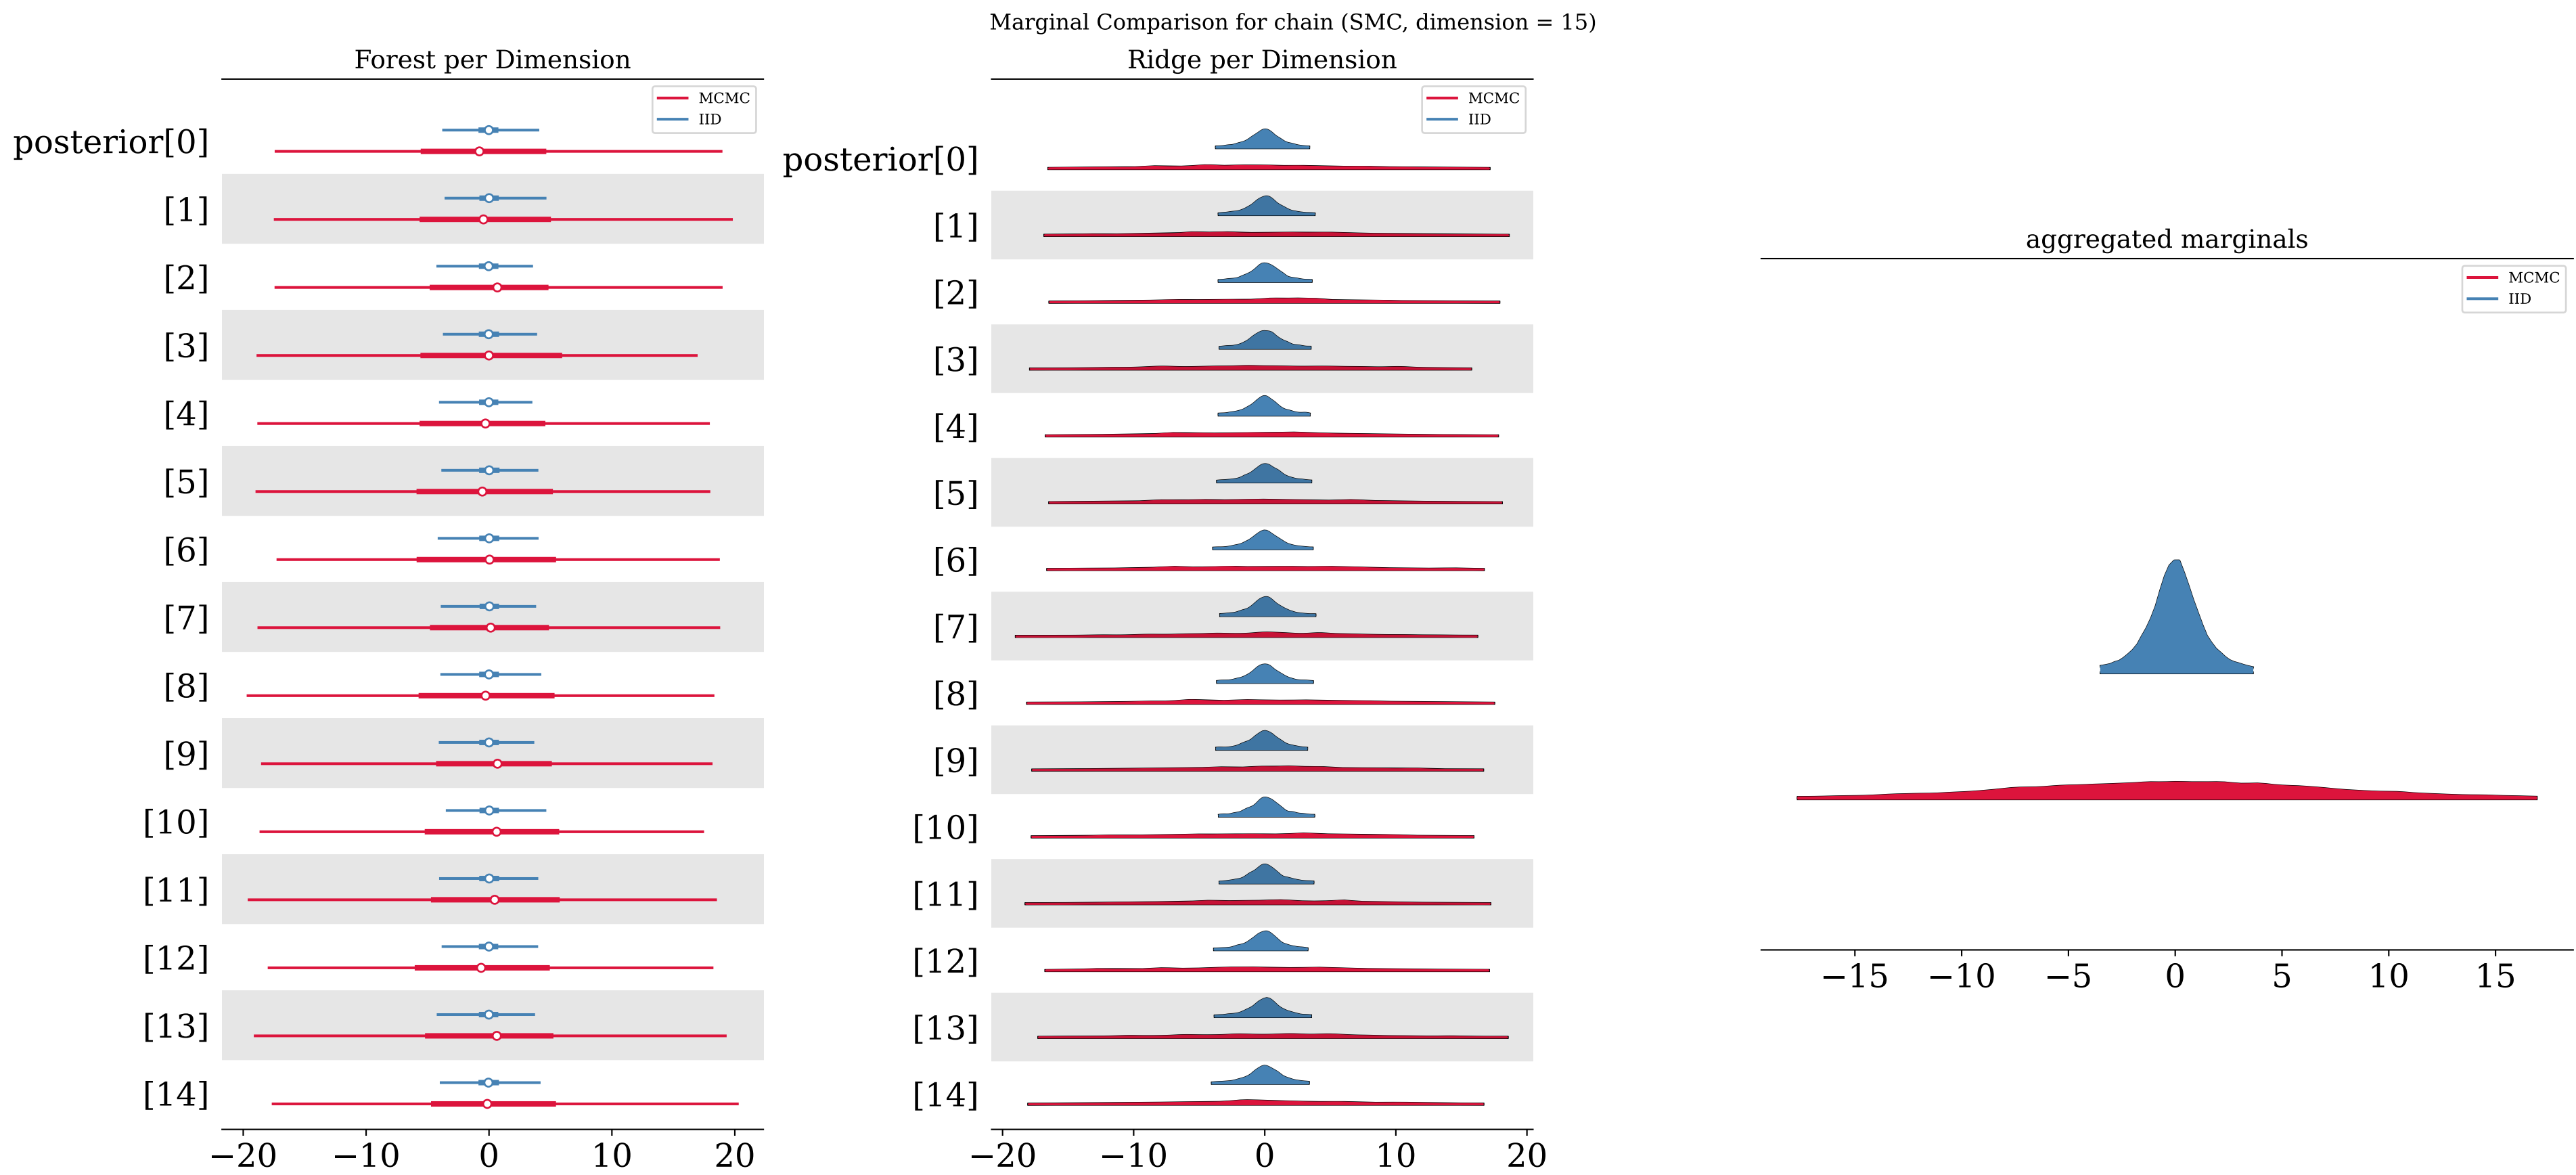 Marginal Comparison for chain (SMC, dimension = 15)
Forest per Dimension
MCMC
IID
posterior[0]
[1]
[2]
[3]
[4]
[5]
[6]
[7]
[8]
[9]
[10]
[11]
[12]
[13]
[14]
−20 −10 0 10 20
Ridge per Dimension
MCMC
IID
posterior[0]
[1]
[2]
[3]
[4]
[5]
[6]
[7]
[8]
[9]
[10]
[11]
[12]
[13]
[14]
−20 −10 0 10 20
aggregated marginals
MCMC
IID
−15 −10 −5 0 5 10 15